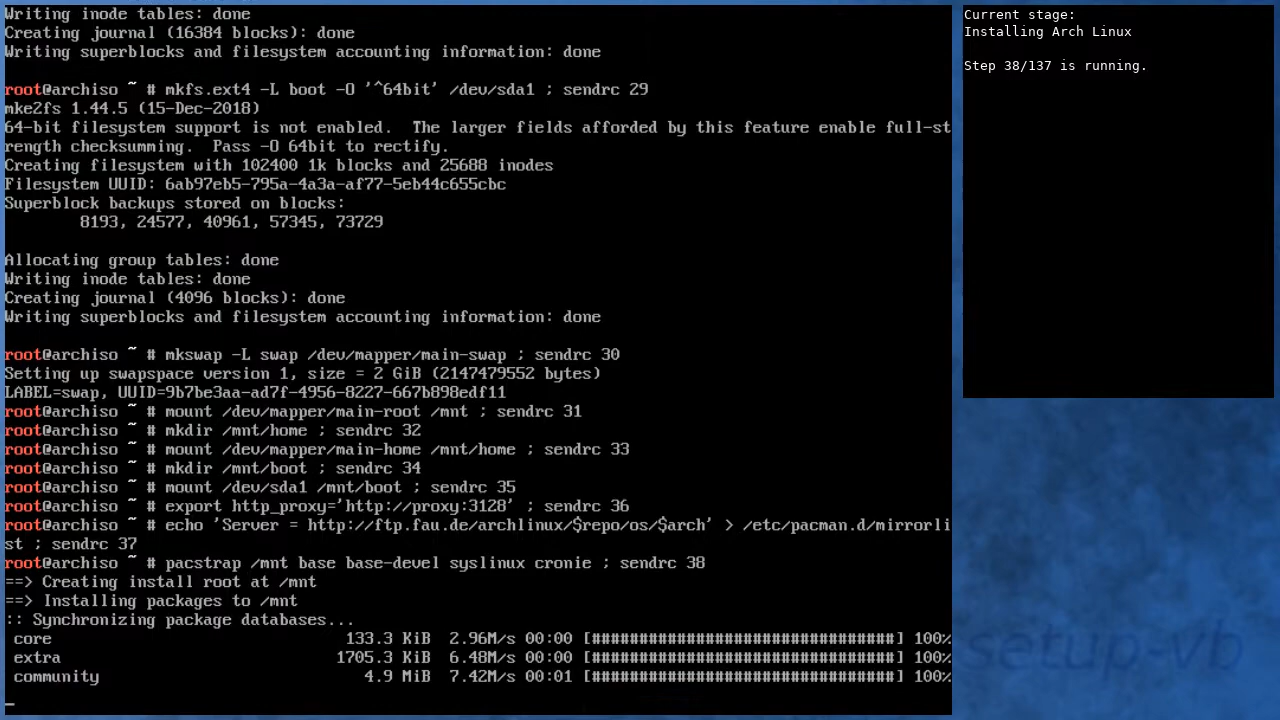 Writing inode tables: done
Creating journal (16384 blocks): done
Writing superblocks and filesystem accounting information: done
root@archiso ~ # mkfs.ext4 -L boot -O '^64bit' /dev/sda1 ; sendrc 29
mke2fs 1.44.5 (15-Dec-2018)
64-bit filesystem support is not enabled.  The larger fields afforded by this feature enable full-st
rength checksumming.  Pass -O 64bit to rectify.
Creating filesystem with 102400 1k blocks and 25688 inodes
Filesystem UUID: 6ab97eb5-795a-4a3a-af77-5eb44c655cbc
Superblock backups stored on blocks:
        8193, 24577, 40961, 57345, 73729
Allocating group tables: done
Writing inode tables: done
Creating journal (4096 blocks): done
Writing superblocks and filesystem accounting information: done
root@archiso ~ # mkswap -L swap /dev/mapper/main-swap ; sendrc 30
Setting up swapspace version 1, size = 2 GiB (2147479552 bytes)
LABEL=swap, UUID=9b7be3aa-ad7f-4956-8227-667b898edf11
root@archiso ~ # mount /dev/mapper/main-root /mnt ; sendrc 31
root@archiso ~ # mkdir /mnt/home ; sendrc 32
root@archiso ~ # mount /dev/mapper/main-home /mnt/home ; sendrc 33
root@archiso ~ # mkdir /mnt/boot ; sendrc 34
root@archiso ~ # mount /dev/sda1 /mnt/boot ; sendrc 35
root@archiso ~ # export http_proxy='http://proxy:3128' ; sendrc 36
root@archiso ~ # echo 'Server = http://ftp.fau.de/archlinux/$repo/os/$arch' > /etc/pacman.d/mirrorli
st ; sendrc 37
root@archiso ~ # pacstrap /mnt base base-devel syslinux cronie ; sendrc 38
==> Creating install root at /mnt
==> Installing packages to /mnt
:: Synchronizing package databases...
 core                               133.3 KiB  2.96M/s 00:00 [################################] 100%
 extra                             1705.3 KiB  6.48M/s 00:00 [################################] 100%
 community                            4.9 MiB  7.42M/s 00:01 [################################] 100%
Current stage:
Installing Arch Linux
Step 38/137 is running.
setup-vb